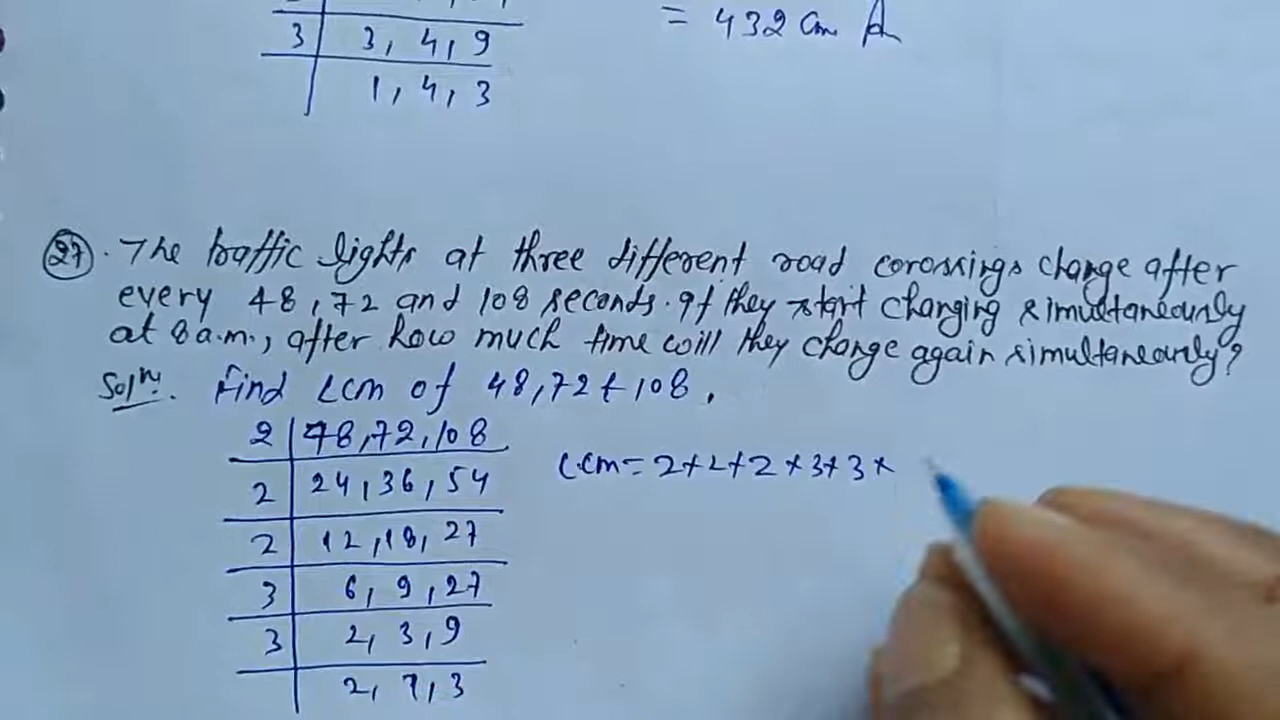 = 432 cm A
3 3, 4, 9
1, 4, 3
27. The traffic lights at three different road corossings change after
every 48, 72 and 108 seconds. If they start changing simultaneously
at 8 a.m., after how much time will they change again simultaneously?
Solⁿ. Find LCM of 48, 72 & 108.
2 48, 72, 108
2 24, 36, 54
2 12, 18, 27
3 6, 9, 27
3 2, 3, 9
2, 1, 3
LCM = 2 × 2 × 2 × 3 × 3 ×